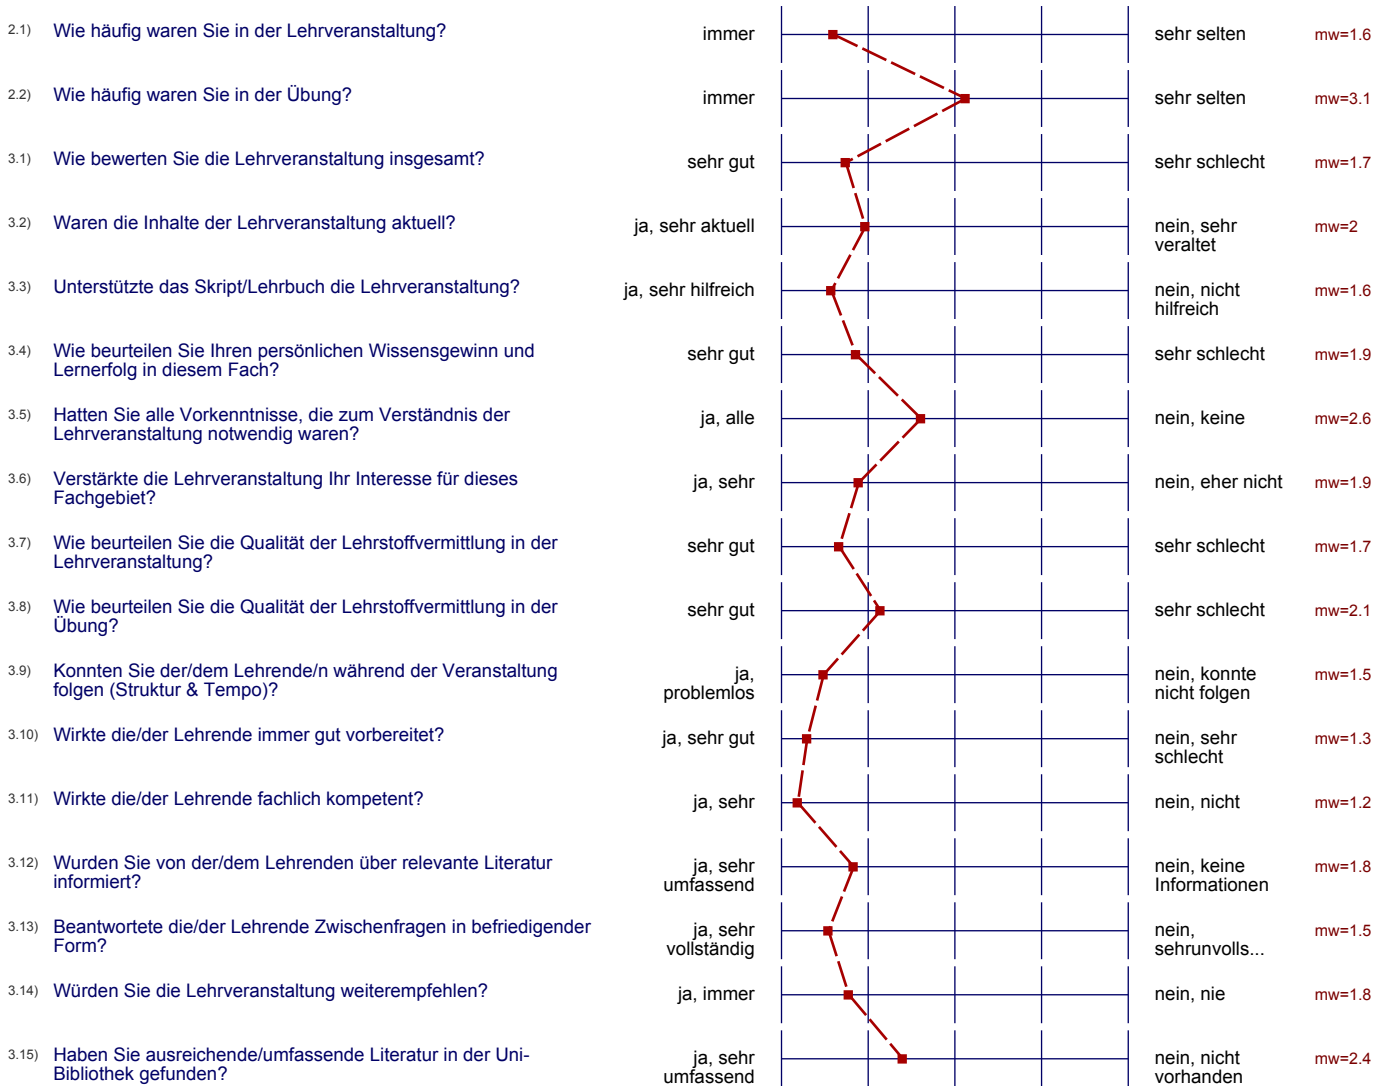 2.1) Wie häufig waren Sie in der Lehrveranstaltung? immer sehr selten mw=1.6
2.2) Wie häufig waren Sie in der Übung? immer sehr selten mw=3.1
3.1) Wie bewerten Sie die Lehrveranstaltung insgesamt? sehr gut sehr schlecht mw=1.7
3.2) Waren die Inhalte der Lehrveranstaltung aktuell? ja, sehr aktuell nein, sehr mw=2
veraltet
3.3) Unterstützte das Skript/Lehrbuch die Lehrveranstaltung? ja, sehr hilfreich nein, nicht mw=1.6
hilfreich
3.4) Wie beurteilen Sie Ihren persönlichen Wissensgewinn und sehr gut sehr schlecht mw=1.9
Lernerfolg in diesem Fach?
3.5) Hatten Sie alle Vorkenntnisse, die zum Verständnis der ja, alle nein, keine mw=2.6
Lehrveranstaltung notwendig waren?
3.6) Verstärkte die Lehrveranstaltung Ihr Interesse für dieses ja, sehr nein, eher nicht mw=1.9
Fachgebiet?
3.7) Wie beurteilen Sie die Qualität der Lehrstoffvermittlung in der sehr gut sehr schlecht mw=1.7
Lehrveranstaltung?
3.8) Wie beurteilen Sie die Qualität der Lehrstoffvermittlung in der sehr gut sehr schlecht mw=2.1
Übung?
3.9) Konnten Sie der/dem Lehrende/n während der Veranstaltung ja, nein, konnte mw=1.5
folgen (Struktur & Tempo)? problemlos nicht folgen
3.10) Wirkte die/der Lehrende immer gut vorbereitet? ja, sehr gut nein, sehr mw=1.3
schlecht
3.11) Wirkte die/der Lehrende fachlich kompetent? ja, sehr nein, nicht mw=1.2
3.12) Wurden Sie von der/dem Lehrenden über relevante Literatur ja, sehr nein, keine mw=1.8
informiert? umfassend Informationen
3.13) Beantwortete die/der Lehrende Zwischenfragen in befriedigender ja, sehr nein, mw=1.5
Form? vollständig sehrunvolls...
3.14) Würden Sie die Lehrveranstaltung weiterempfehlen? ja, immer nein, nie mw=1.8
3.15) Haben Sie ausreichende/umfassende Literatur in der Uni- ja, sehr nein, nicht mw=2.4
Bibliothek gefunden? umfassend vorhanden